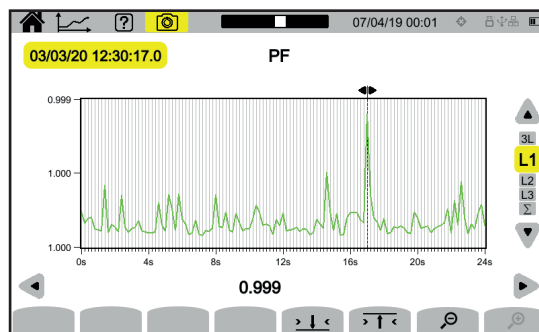 ?
07/04/19 00:01
03/03/20 12:30:17.0
PF
0.999
1.000
1.000
0s 4s 8s 12s 16s 20s 24s
3L
L1
L2
L3
Σ
0.999